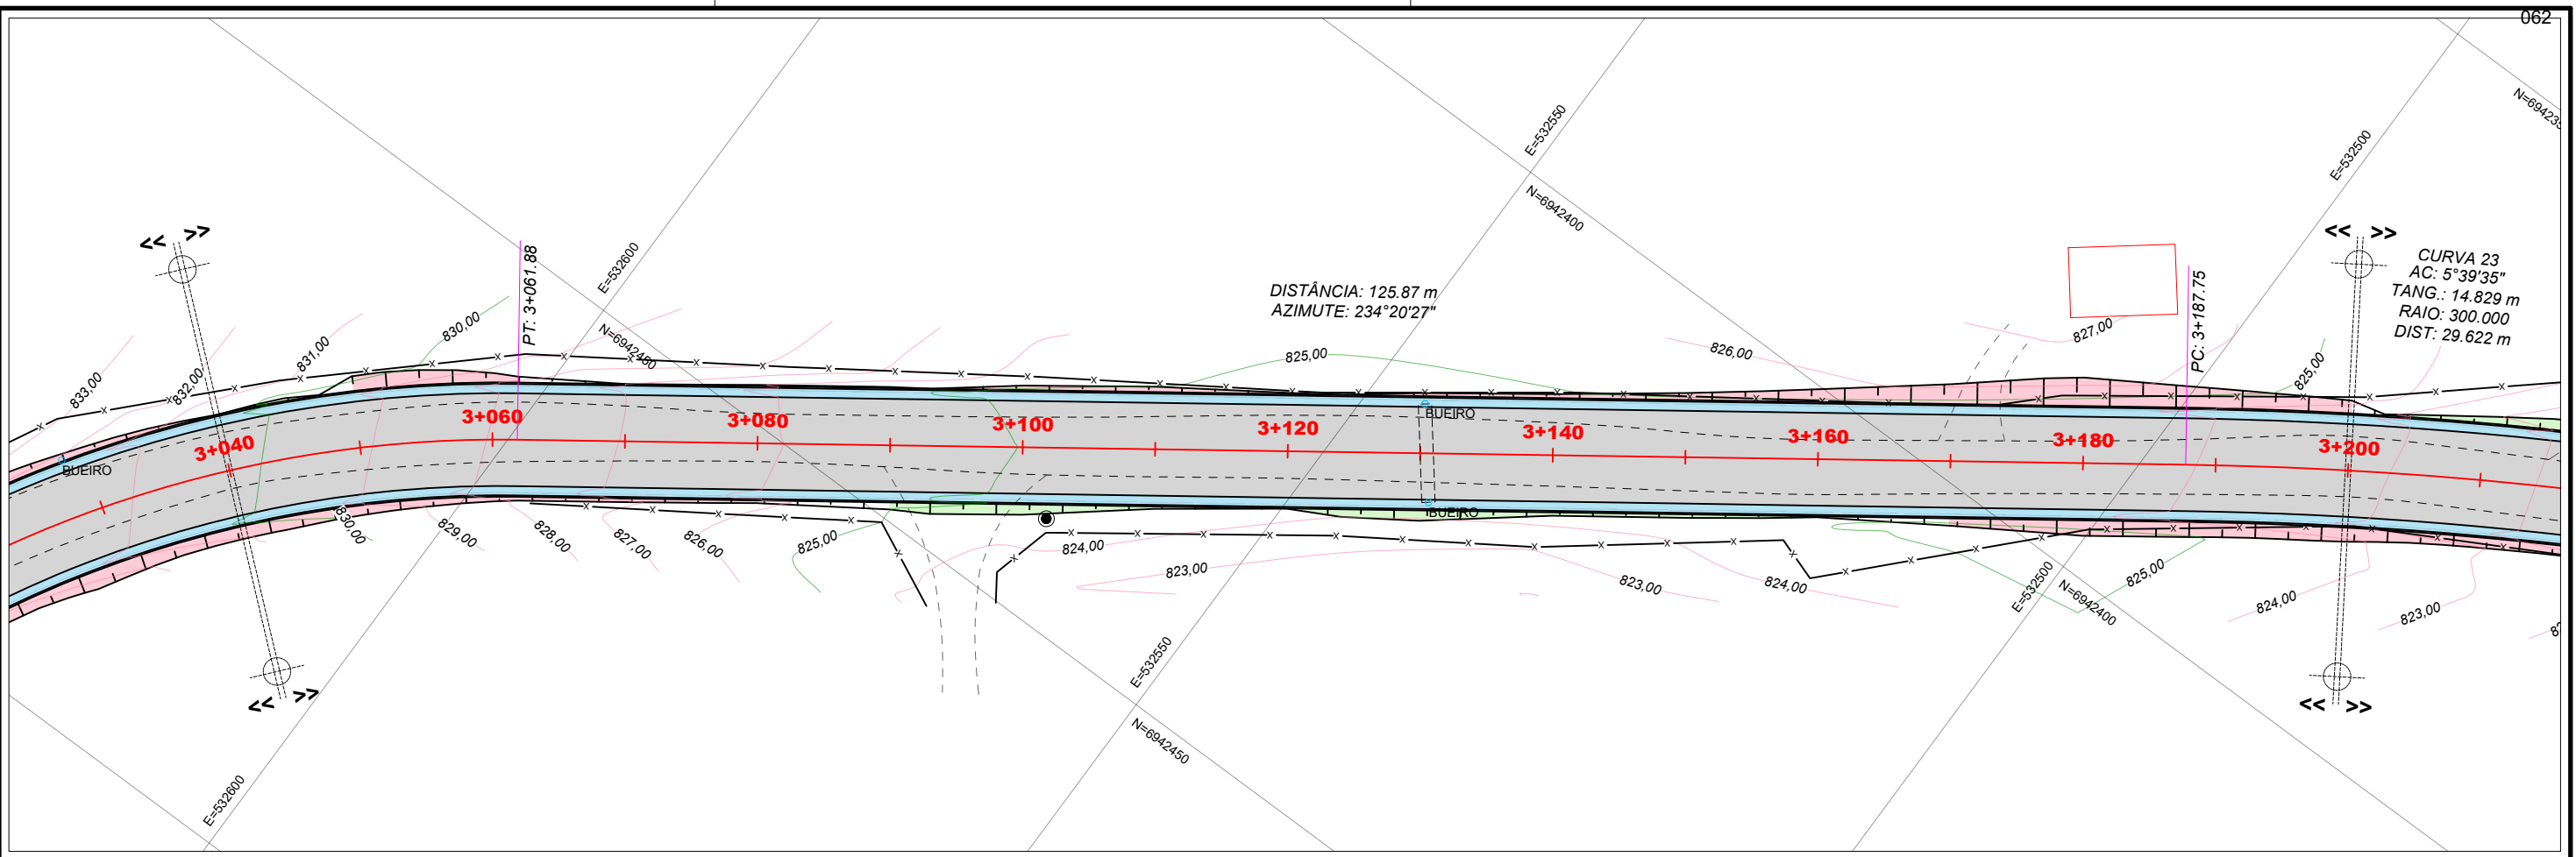 062
N=694235
E=532550
E=532500
N=6942400
<< >>
<< >>
PT: 3+061.88
E=532600
CURVA 23
AC: 5°39'35"
TANG.: 14.829 m
RAIO: 300.000
DIST: 29.622 m
DISTÂNCIA: 125.87 m
AZIMUTE: 234°20'27"
PC: 3+187.75
830,00
N=6942450
831,00
827,00
825,00
826,00
825,00
833,00
832,00
3+060
3+080
3+100
3+120
3+140
3+160
3+180
3+200
3+040
BUEIRO
BUEIRO
BUEIRO
830,00
829,00
828,00
827,00
826,00
825,00
824,00
823,00
823,00
824,00
E=532500
N=6942400
825,00
824,00
823,00
82
E=532550
<< >>
<< >>
N=6942450
E=532600